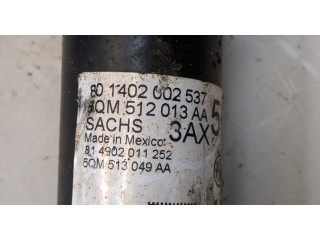 80 1402 002 537
5QM 512 013 AA
SACHS 3AX
Made in Mexico
81 4902 011 252
5QM 513 049 AA